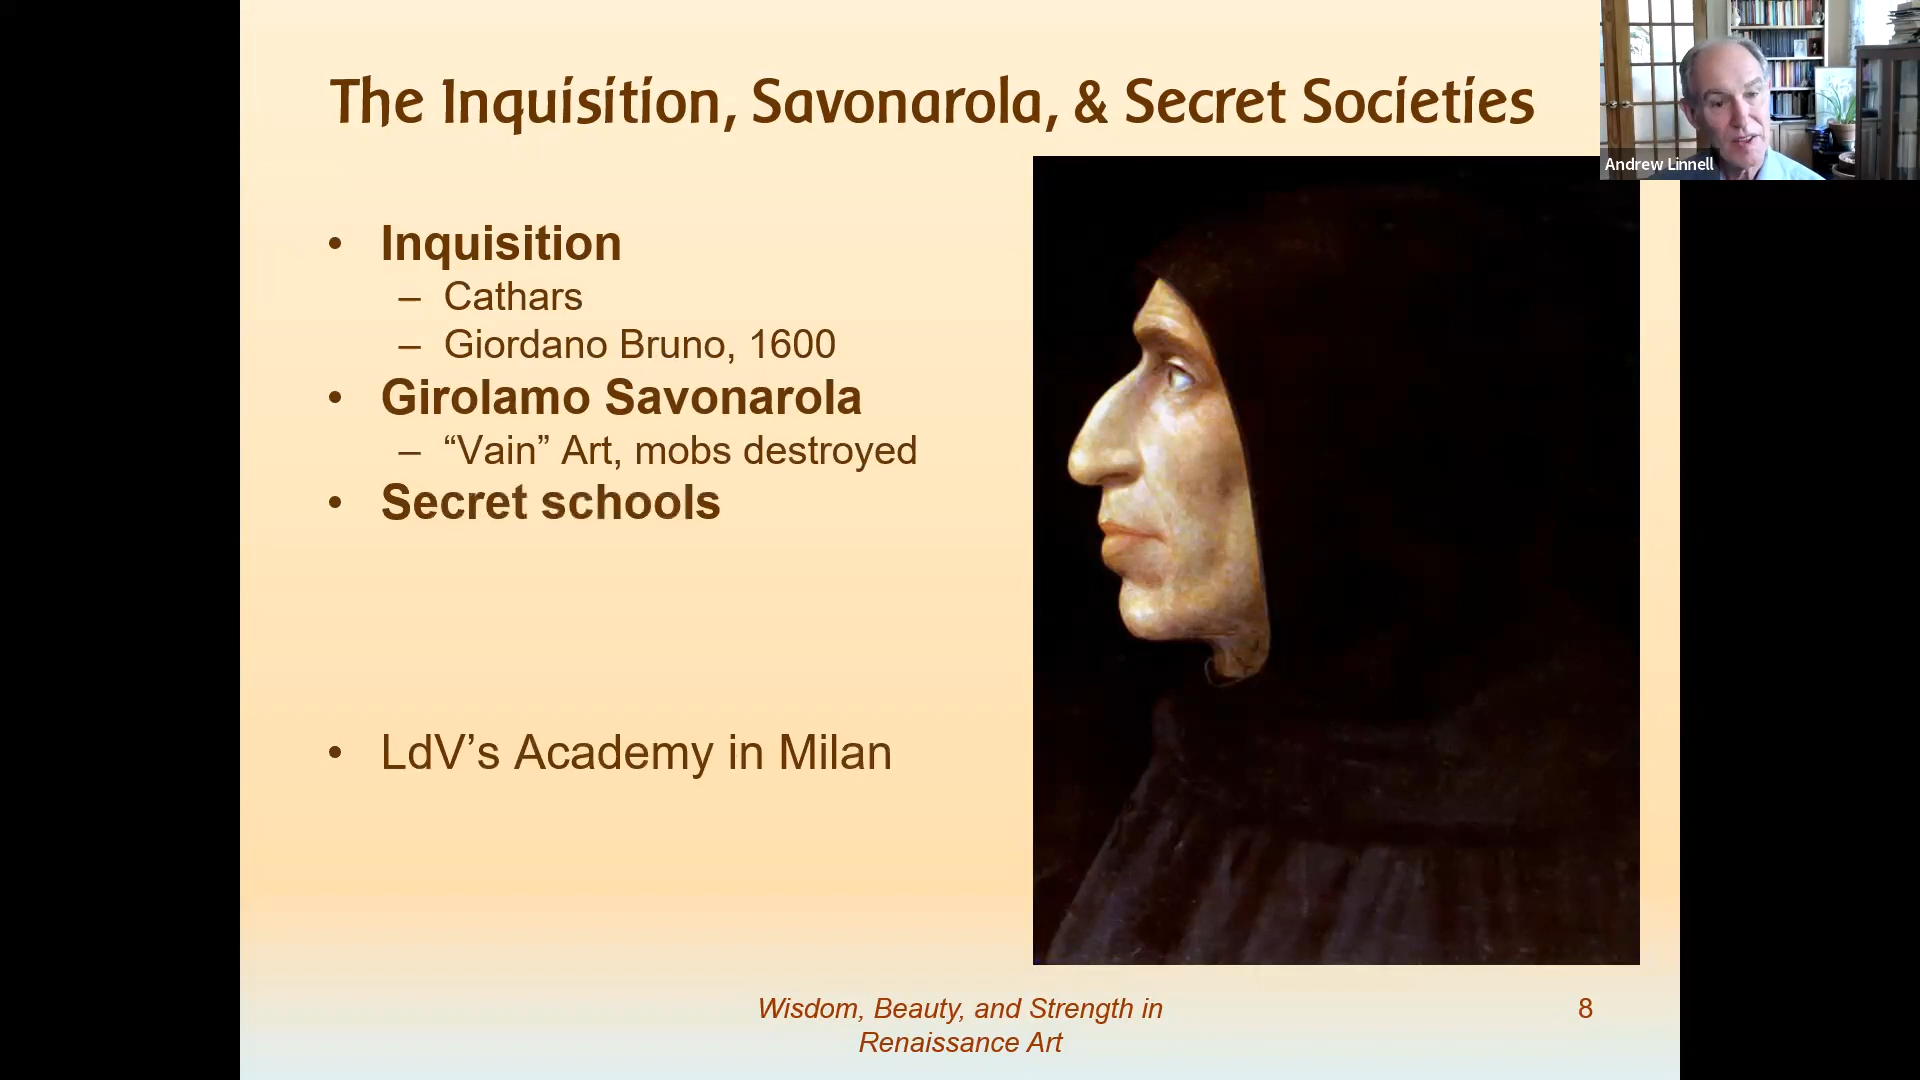 The Inquisition, Savonarola, & Secret Societies
Andrew Linnell
• Inquisition
– Cathars
– Giordano Bruno, 1600
• Girolamo Savonarola
– “Vain” Art, mobs destroyed
• Secret schools
• LdV’s Academy in Milan
Wisdom, Beauty, and Strength in
Renaissance Art
8